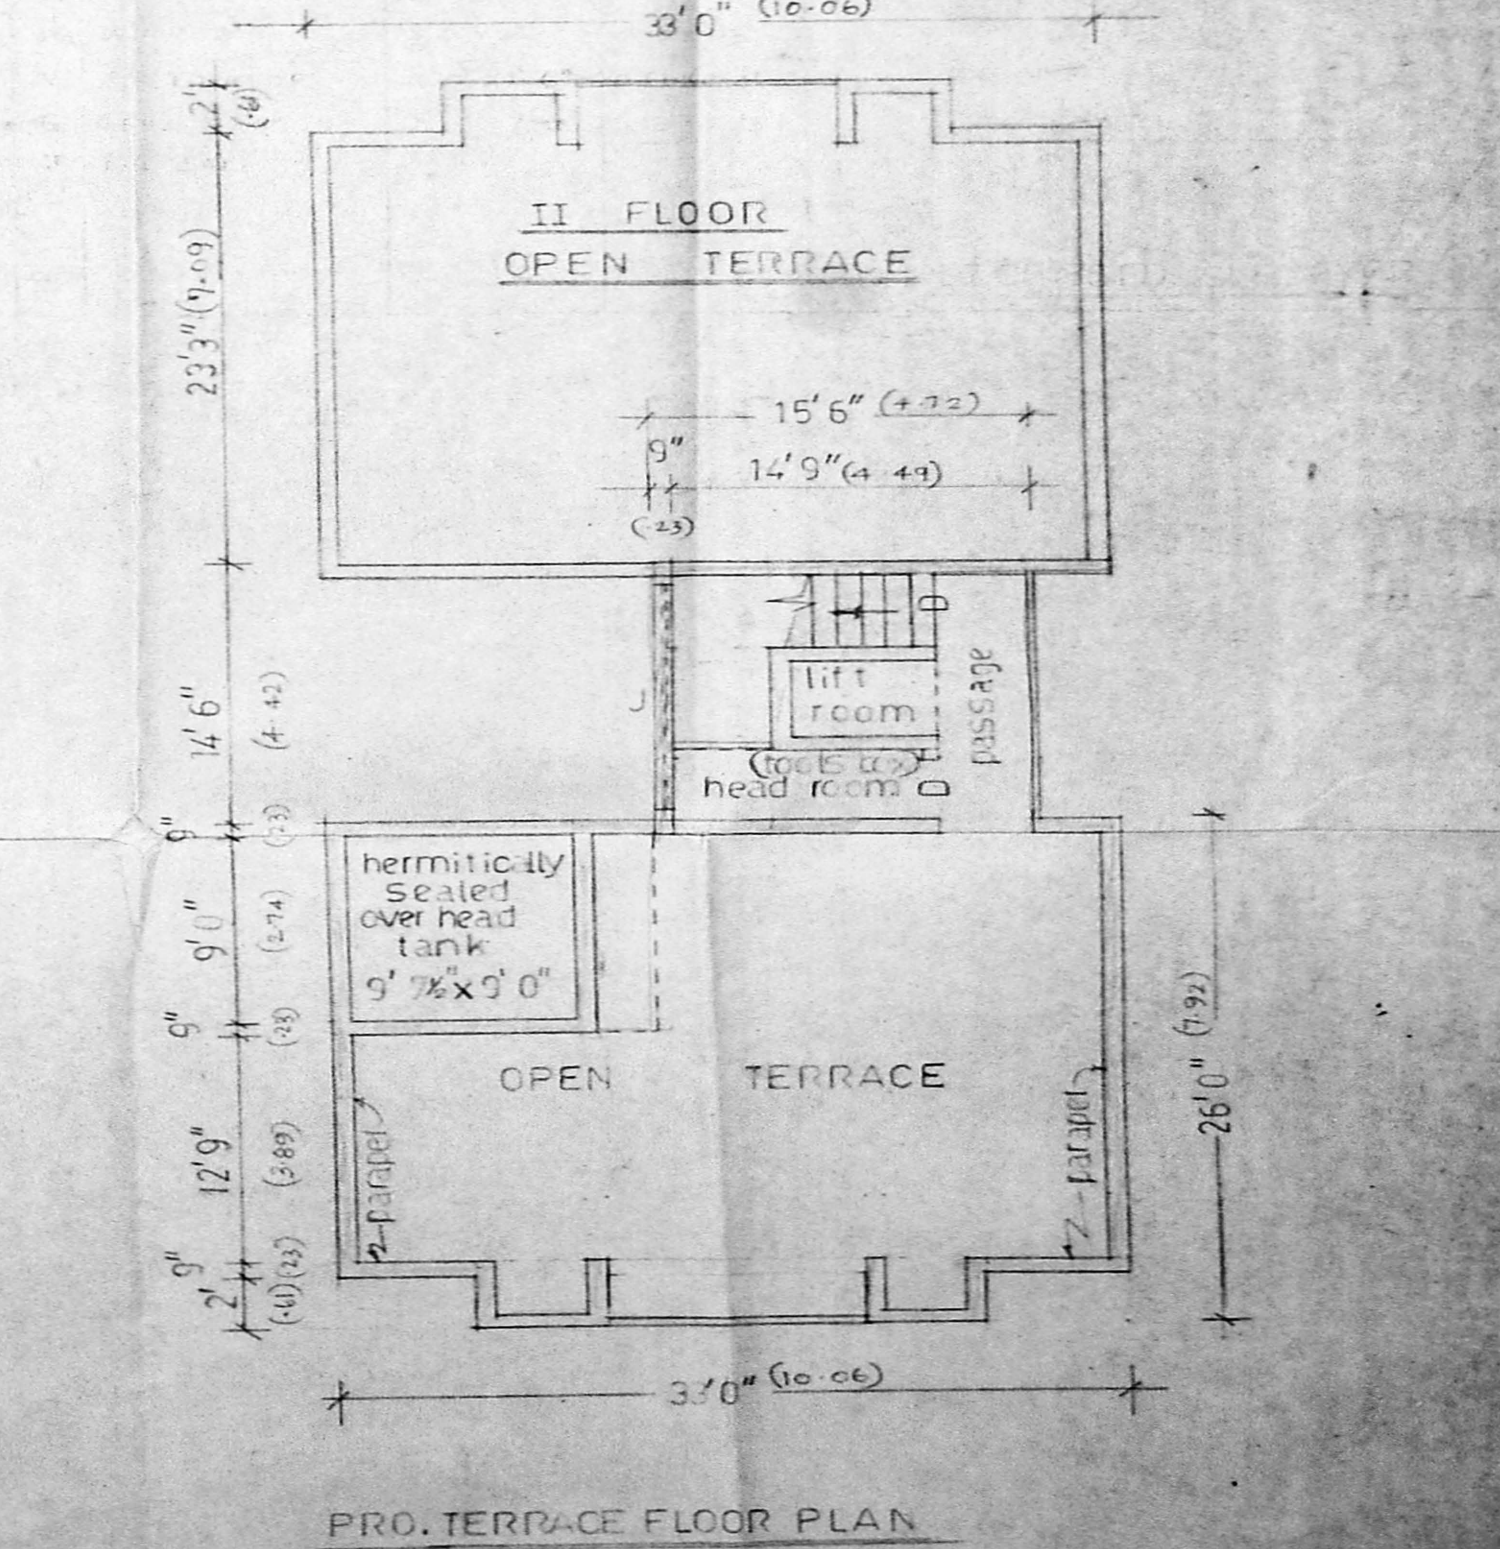 33'0" (10.06)
2' (.61)
II FLOOR
OPEN TERRACE
23'3" (7.09)
15'6" (4.72)
9"
14'9" (4.49)
(.23)
D
lift
room
passage
14'6" (4.42)
(tools box)
head room D
9" (.23)
hermitically
sealed
over head
tank
9' 7½" x 9' 0"
9'0" (2.74)
9" (.23)
26'0" (7.92)
OPEN TERRACE
12'9" (3.89)
parapet
parapet
9" (.23)
2' (.61)
33'0" (10.06)
PRO. TERRACE FLOOR PLAN